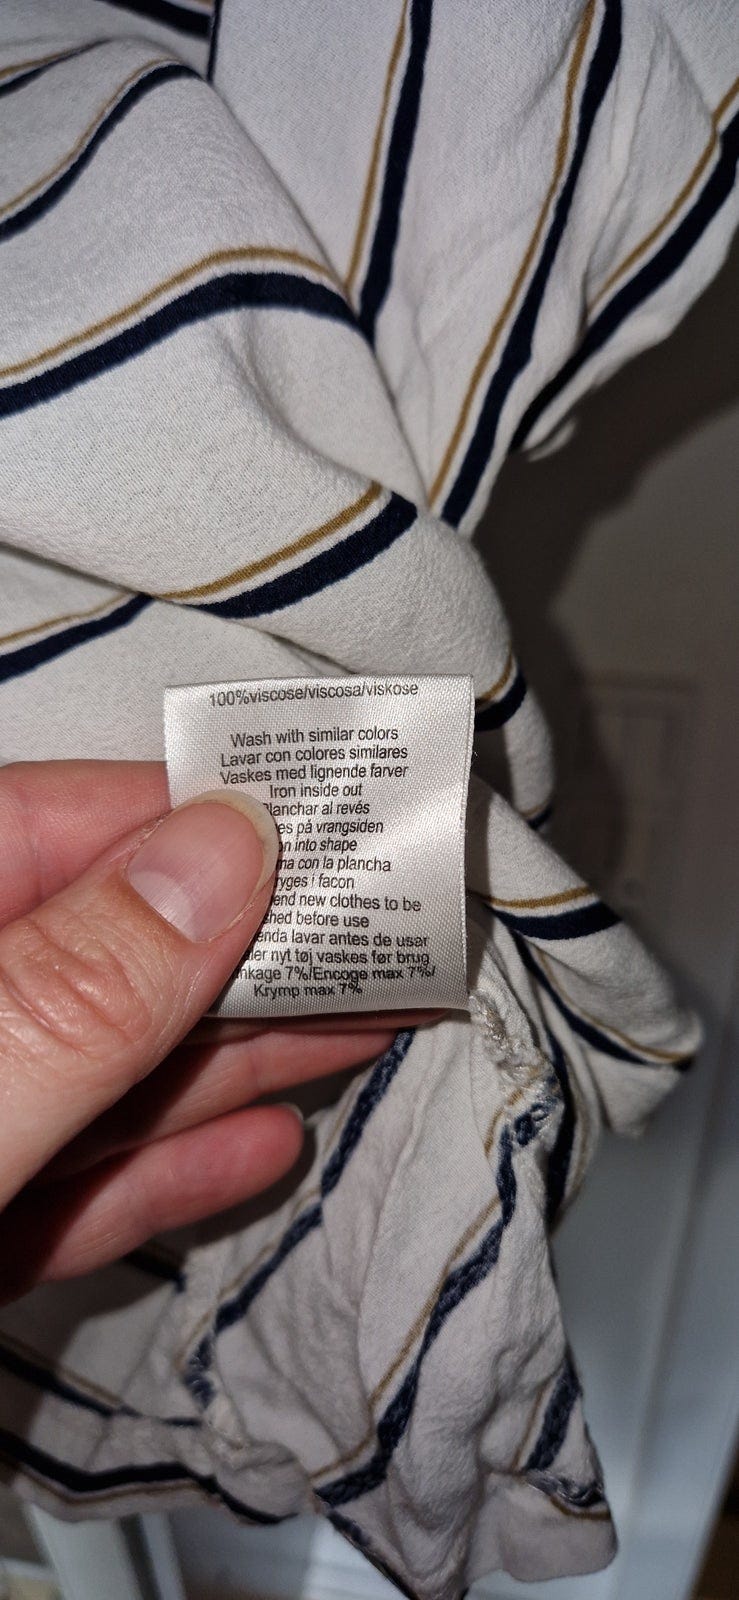 100%viscose/viscosa/viskose
Wash with similar colors
Lavar con colores similares
Vaskes med lignende farver
Iron inside out
Planchar al revés
på vrangsiden
into shape
con la plancha
i facon
new clothes to be
before use
lavar antes de usar
nyt tøj vaskes før brug
7%/Encoge max 7%/
Krymp max 7%